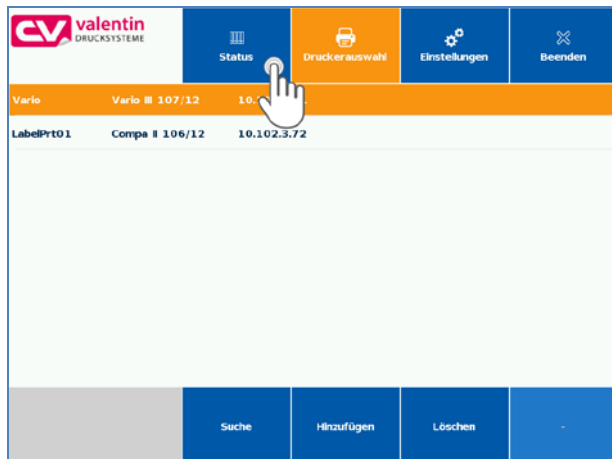 CV valentin
DRUCKSYSTEME
Status
Druckerauswahl
Einstellungen
Beenden
Vario Vario III 107/12
LabelPrt01 Compa II 106/12 10.102.3.72
Suche
Hinzufügen
Löschen
-